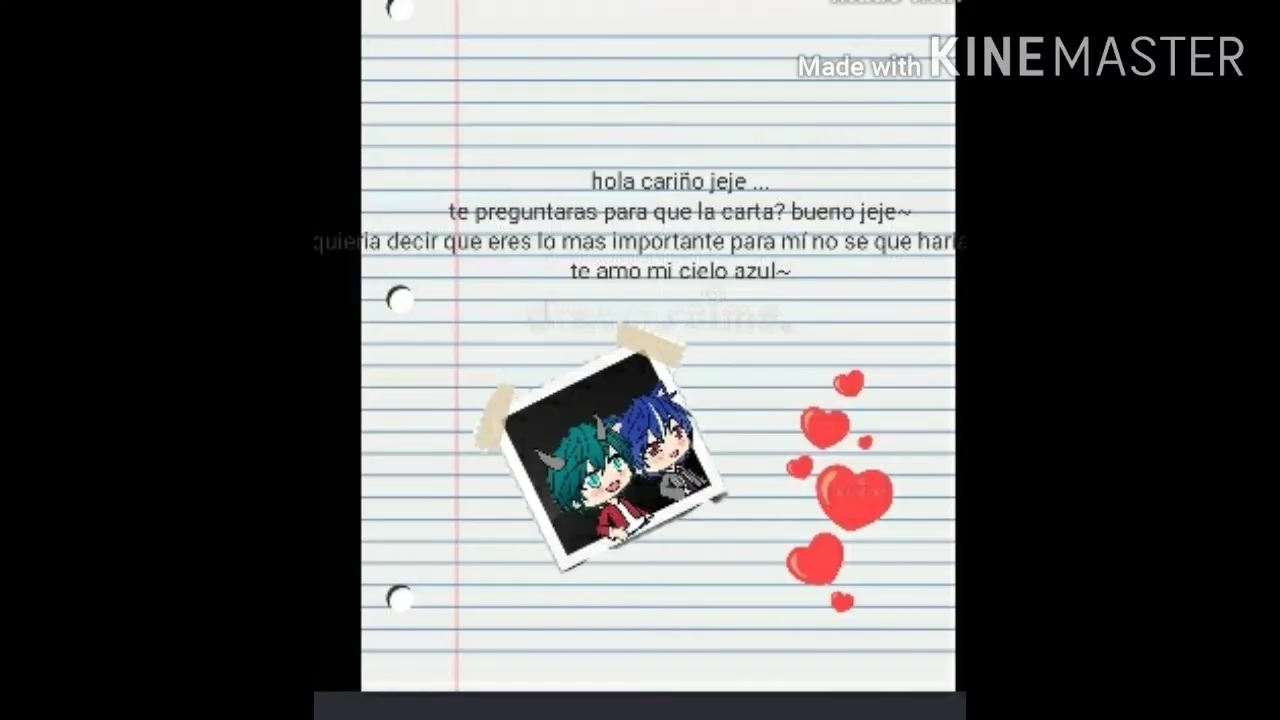 Made with KINEMASTER
hola cariño jeje ...
te preguntaras para que la carta? bueno jeje~
quieria decir que eres lo mas importante para mí no se que haria
te amo mi cielo azul~